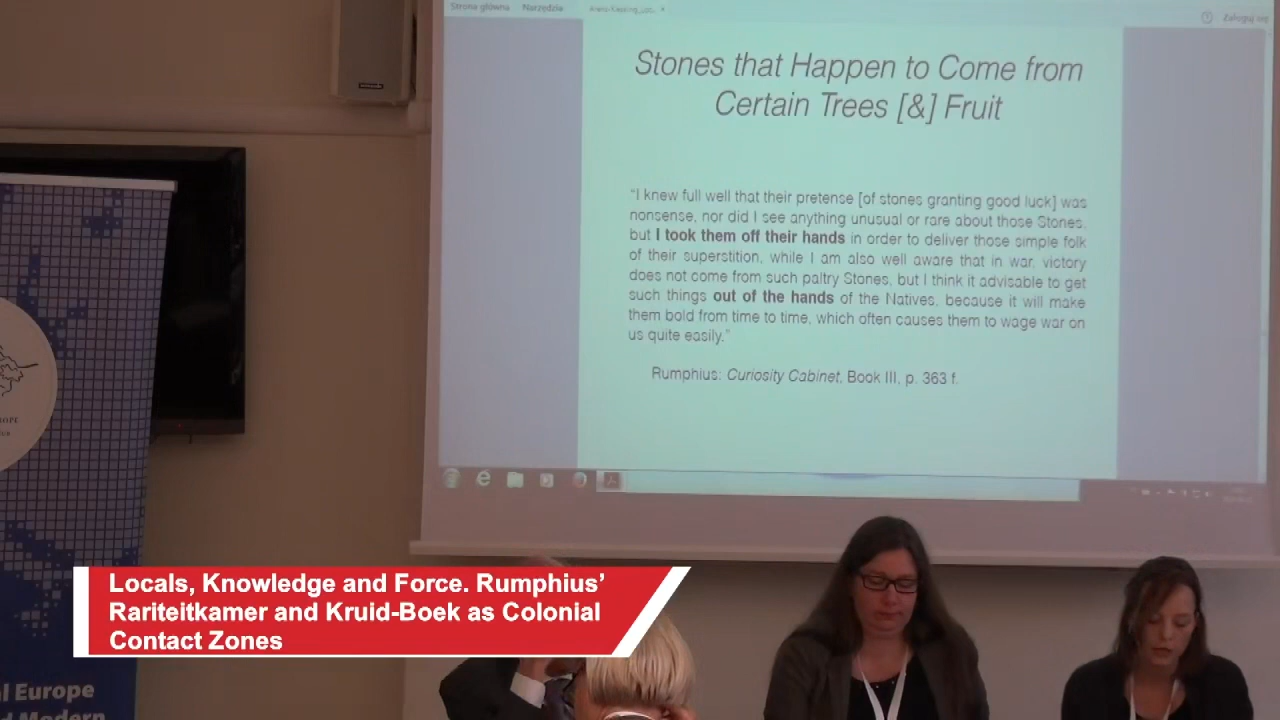 Strona główna Narzędzie
Stones that Happen to Come from
Certain Trees [&] Fruit
“I knew full well that their pretense [of stones granting good luck] was
nonsense, nor did I see anything unusual or rare about those Stones,
but I took them off their hands in order to deliver those simple folk
of their superstition, while I am also well aware that in war, victory
does not come from such paltry Stones, but I think it advisable to get
such things out of the hands of the Natives, because it will make
them bold from time to time, which often causes them to wage war on
us quite easily.”
Rumphius: Curiosity Cabinet, Book III, p. 363 f.
Locals, Knowledge and Force. Rumphius’
Rariteitkamer and Kruid-Boek as Colonial
Contact Zones
l Europe
d Modern